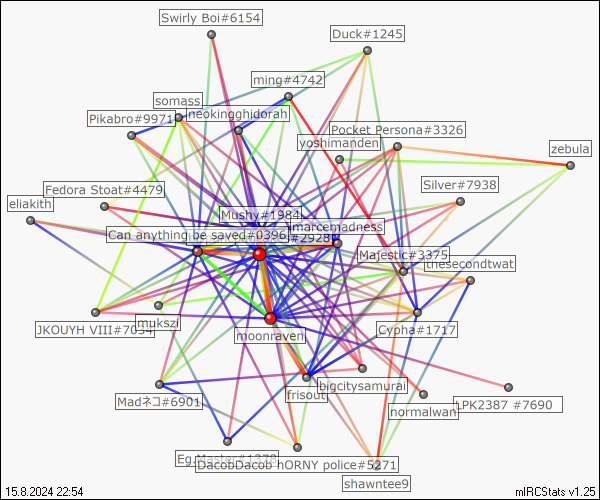 Swirly Boi#6154
Duck#1245
ming#4742
somass
neokingghidorah
Pikabro#9971
Pocket Persona#3326
yoshimanden
zebula
Silver#7938
Fedora Stoat#4479
eliakith
Mushy#1984
marcemadness
Can anything be saved#0396
#2928
Majestic#3375
thesecondtwat
JKOUYH VIII#7034
mukszi
moonraven
Cypha#1717
bigcitysamurai
frisout
Madネコ#6901
normalwan
LPK2387 #7690
Eg.Master#1378
DacobDacob hORNY police#5271
shawntee9
15.8.2024 22:54
mIRCStats v1.25